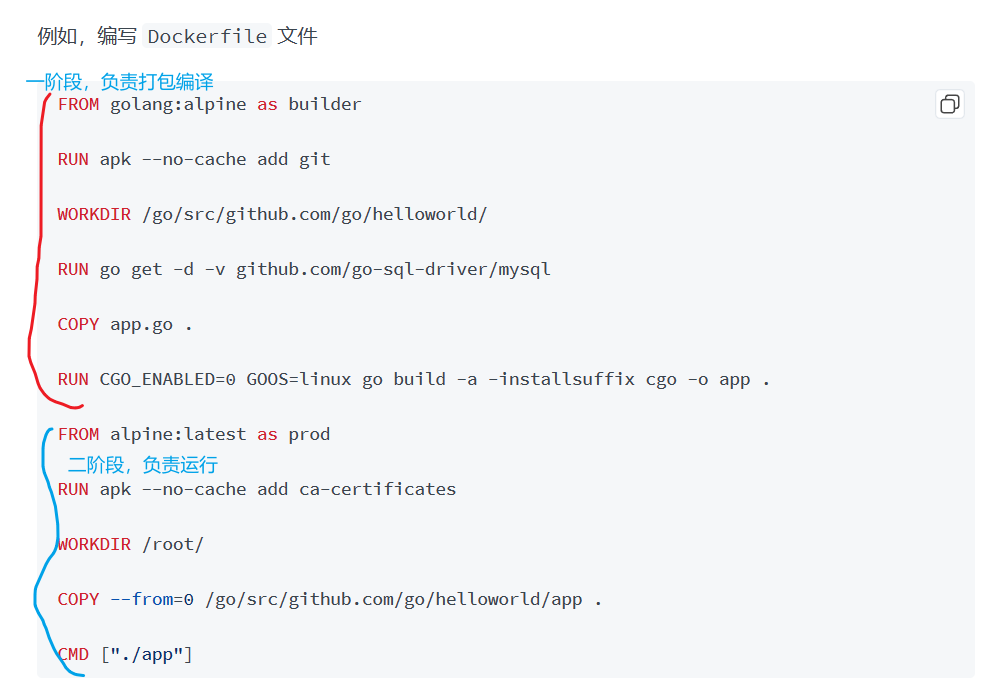 例如，编写 Dockerfile 文件
一阶段，负责打包编译
FROM golang:alpine as builder
RUN apk --no-cache add git
WORKDIR /go/src/github.com/go/helloworld/
RUN go get -d -v github.com/go-sql-driver/mysql
COPY app.go .
RUN CGO_ENABLED=0 GOOS=linux go build -a -installsuffix cgo -o app .
FROM alpine:latest as prod
二阶段，负责运行
RUN apk --no-cache add ca-certificates
WORKDIR /root/
COPY --from=0 /go/src/github.com/go/helloworld/app .
CMD ["./app"]